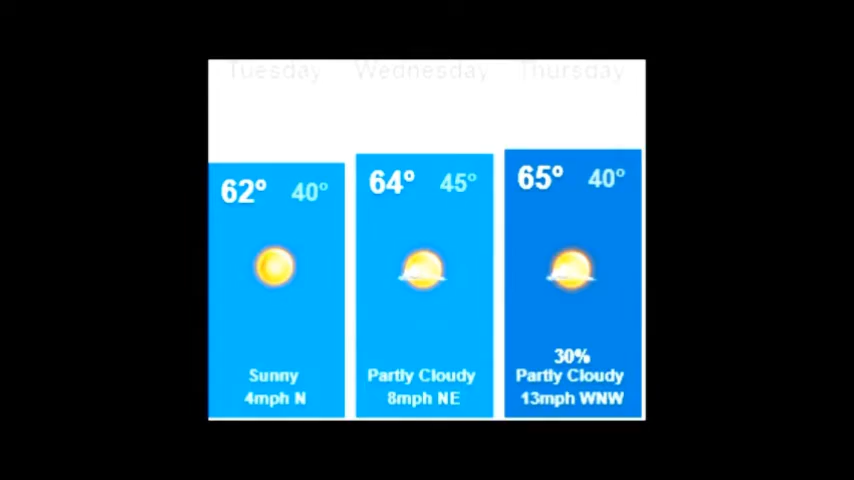 Tuesday Wednesday Thursday
62° 40° 64° 45° 65° 40°
30%
Sunny Partly Cloudy Partly Cloudy
4mph N 8mph NE 13mph WNW